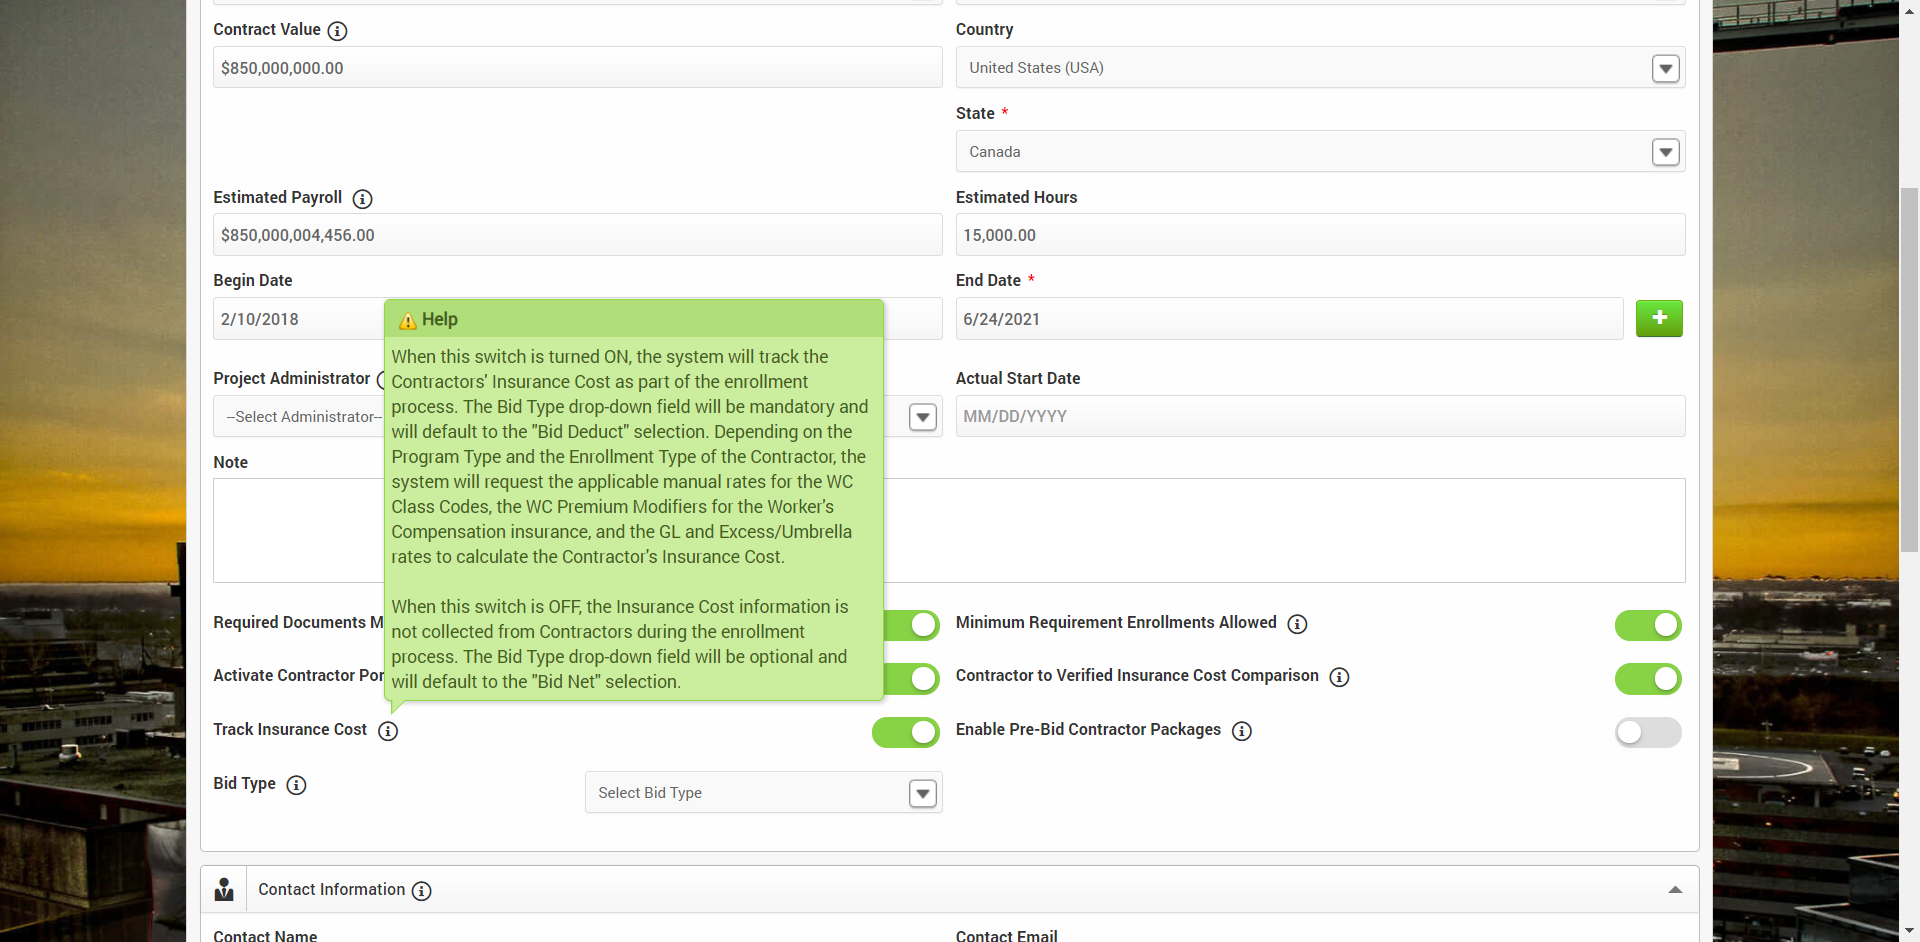 Contract Value
Country
$850,000,000.00
United States (USA)
State *
Canada
Estimated Payroll
Estimated Hours
$850,000,004,456.00
15,000.00
Begin Date
End Date *
2/10/2018
6/24/2021
Help
When this switch is turned ON, the system will track the
Contractors' Insurance Cost as part of the enrollment
process. The Bid Type drop-down field will be mandatory and
will default to the "Bid Deduct" selection. Depending on the
Program Type and the Enrollment Type of the Contractor, the
system will request the applicable manual rates for the WC
Class Codes, the WC Premium Modifiers for the Worker's
Compensation insurance, and the GL and Excess/Umbrella
rates to calculate the Contractor's Insurance Cost.
When this switch is OFF, the Insurance Cost information is
not collected from Contractors during the enrollment
process. The Bid Type drop-down field will be optional and
will default to the "Bid Net" selection.
Project Administrator
Actual Start Date
--Select Administrator--
MM/DD/YYYY
Note
Required Documents M
Minimum Requirement Enrollments Allowed
Activate Contractor Por
Contractor to Verified Insurance Cost Comparison
Track Insurance Cost
Enable Pre-Bid Contractor Packages
Bid Type
Select Bid Type
Contact Information
Contact Name
Contact Email